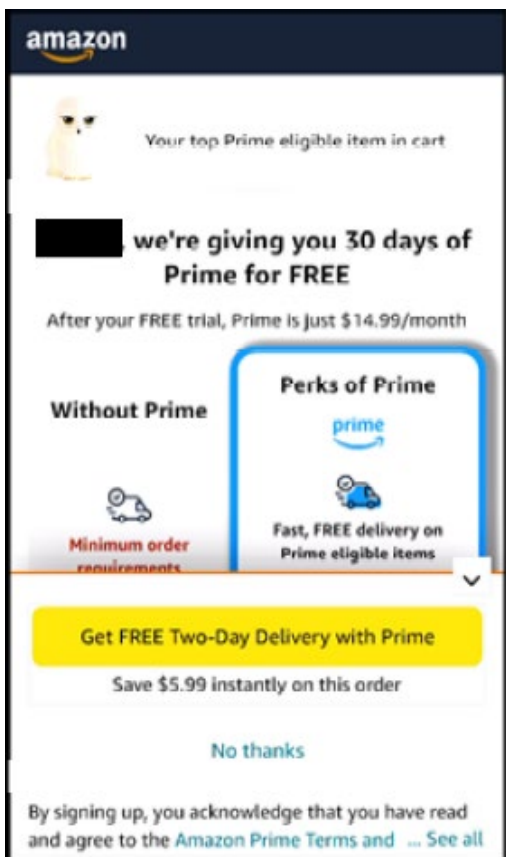 amazon
Your top Prime eligible item in cart
, we're giving you 30 days of
Prime for FREE
After your FREE trial, Prime is just $14.99/month
Without Prime
Minimum order
requirements
Perks of Prime
prime
Fast, FREE delivery on
Prime eligible items
Get FREE Two-Day Delivery with Prime
Save $5.99 instantly on this order
No thanks
By signing up, you acknowledge that you have read
and agree to the Amazon Prime Terms and ... See all